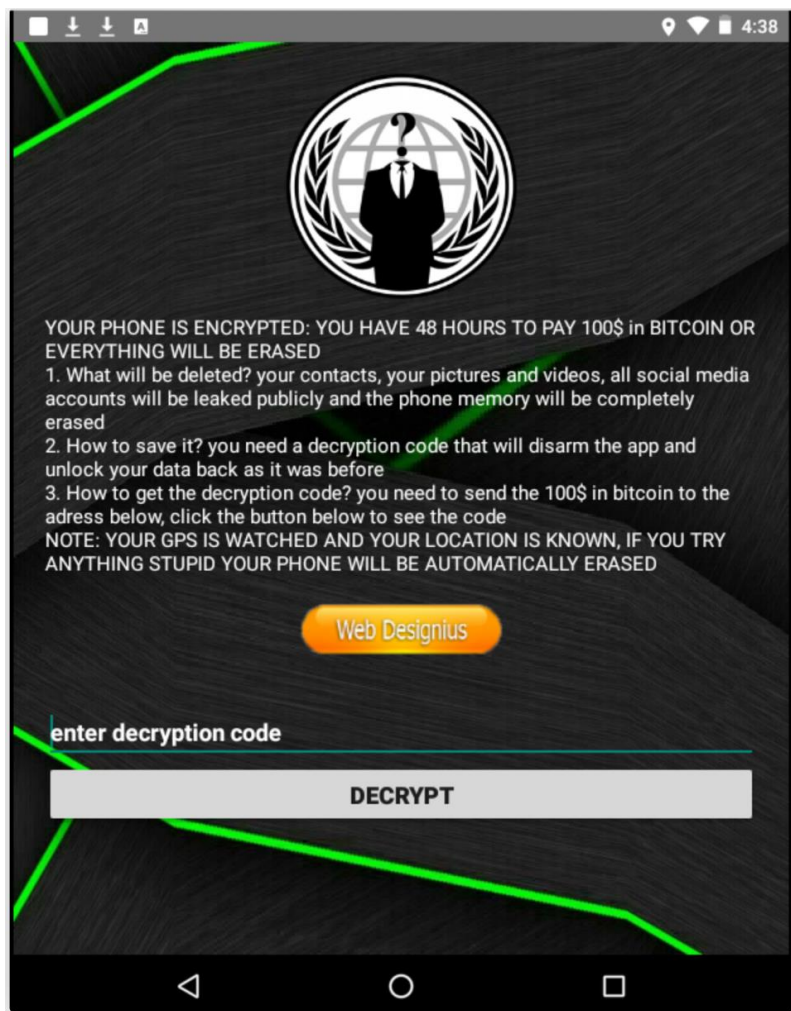 4:38
YOUR PHONE IS ENCRYPTED: YOU HAVE 48 HOURS TO PAY 100$ in BITCOIN OR
EVERYTHING WILL BE ERASED
1. What will be deleted? your contacts, your pictures and videos, all social media
accounts will be leaked publicly and the phone memory will be completely
erased
2. How to save it? you need a decryption code that will disarm the app and
unlock your data back as it was before
3. How to get the decryption code? you need to send the 100$ in bitcoin to the
adress below, click the button below to see the code
NOTE: YOUR GPS IS WATCHED AND YOUR LOCATION IS KNOWN, IF YOU TRY
ANYTHING STUPID YOUR PHONE WILL BE AUTOMATICALLY ERASED
Web Designius
enter decryption code
DECRYPT